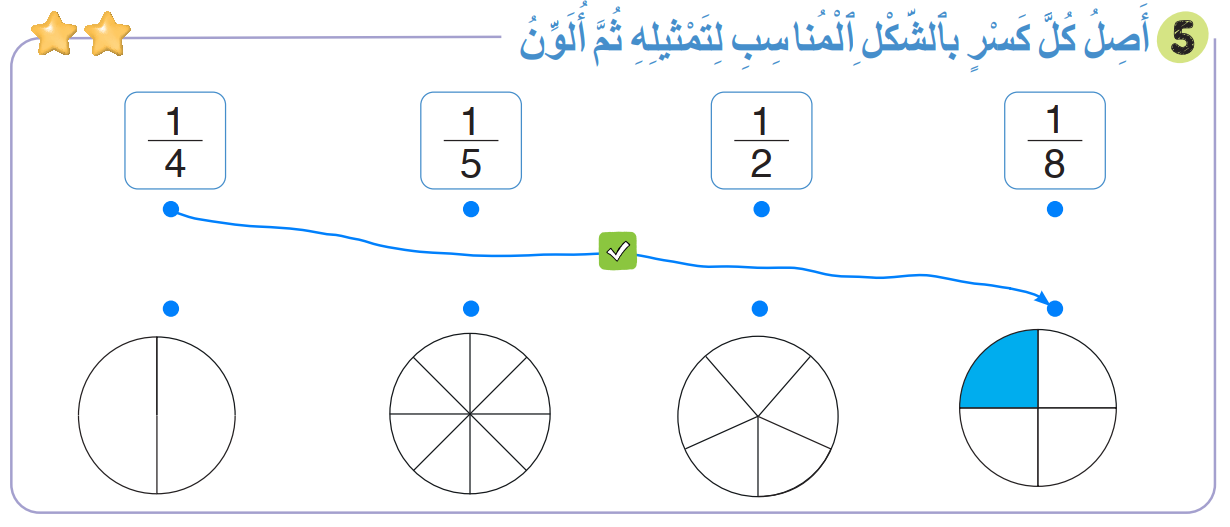 5 أَصِلُ كُلَّ كَسْرٍ بِٱلشَّكْلِ ٱلْمُناسِبِ لِتَمْثيلِهِ ثُمَّ أُلَوِّنُ
1/8 1/2 1/5 1/4